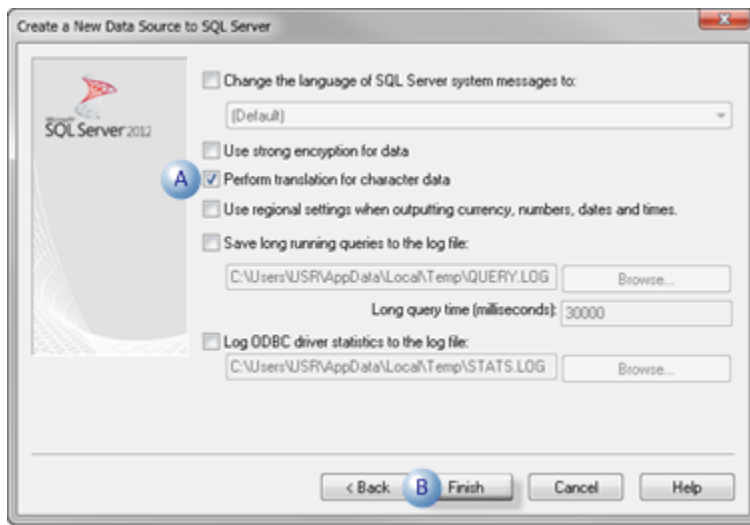 Create a New Data Source to SQL Server
Microsoft
SQL Server 2012
Change the language of SQL Server system messages to:
(Default)
Use strong encryption for data
A
Perform translation for character data
Use regional settings when outputting currency, numbers, dates and times.
Save long running queries to the log file:
C:\Users\USR\AppData\Local\Temp\QUERY.LOG
Browse...
Long query time (milliseconds):
30000
Log ODBC driver statistics to the log file:
C:\Users\USR\AppData\Local\Temp\STATS.LOG
Browse...
< Back
B
Finish
Cancel
Help